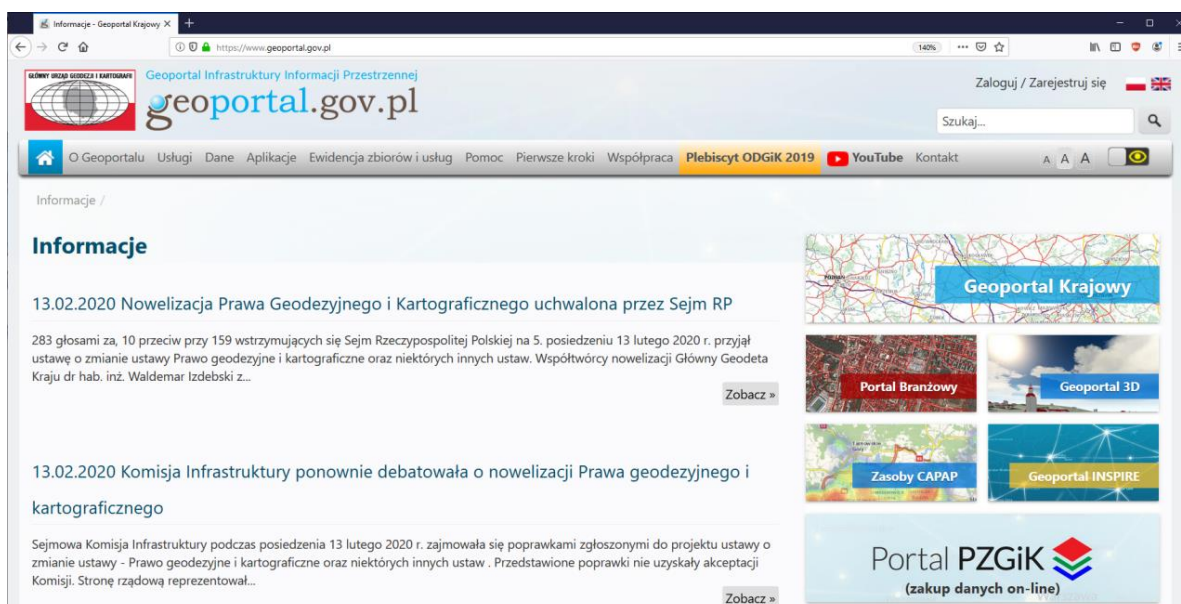 Informacje - Geoportal Krajowy
https://www.geoportal.gov.pl
140%
GŁÓWNY URZĄD GEODEZJI I KARTOGRAFII
Geoportal Infrastruktury Informacji Przestrzennej
geoportal.gov.pl
Zaloguj / Zarejestruj się
Szukaj...
O Geoportalu Usługi Dane Aplikacje Ewidencja zbiorów i usług Pomoc Pierwsze kroki Współpraca Plebiscyt ODGiK 2019 YouTube Kontakt A A A
Informacje /
Informacje
13.02.2020 Nowelizacja Prawa Geodezyjnego i Kartograficznego uchwalona przez Sejm RP
283 głosami za, 10 przeciw przy 159 wstrzymujących się Sejm Rzeczypospolitej Polskiej na 5. posiedzeniu 13 lutego 2020 r. przyjął
ustawę o zmianie ustawy Prawo geodezyjne i kartograficzne oraz niektórych innych ustaw. Współtwórcy nowelizacji Główny Geodeta
Kraju dr hab. inż. Waldemar Izdebski z...
Zobacz »
13.02.2020 Komisja Infrastruktury ponownie debatowała o nowelizacji Prawa geodezyjnego i
kartograficznego
Sejmowa Komisja Infrastruktury podczas posiedzenia 13 lutego 2020 r. zajmowała się poprawkami zgłoszonymi do projektu ustawy o
zmianie ustawy - Prawo geodezyjne i kartograficzne oraz niektórych innych ustaw . Przedstawione poprawki nie uzyskały akceptacji
Komisji. Stronę rządową reprezentował...
Zobacz »
Geoportal Krajowy
Portal Branżowy
Geoportal 3D
Zasoby CAPAP
Geoportal INSPIRE
Portal PZGiK
(zakup danych on-line)